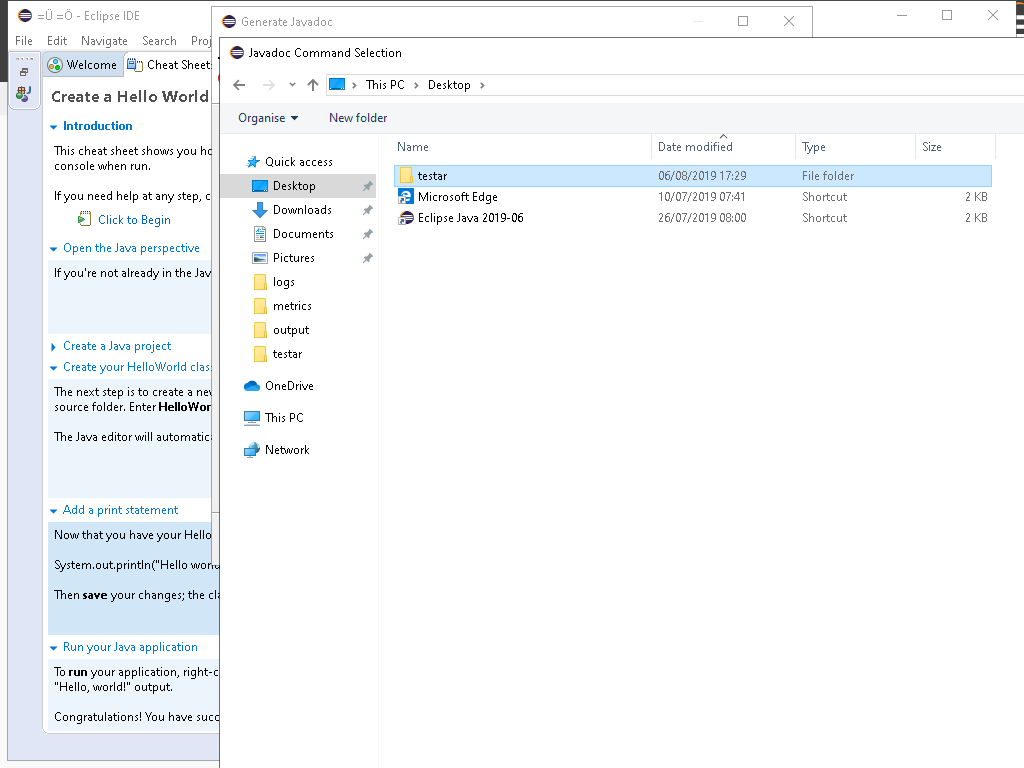 =Ü =Ö - Eclipse IDE
File Edit Navigate Search Proj
Welcome
Cheat Sheets
Create a Hello World
Introduction
This cheat sheet shows you ho
console when run.
If you need help at any step, c
Click to Begin
Open the Java perspective
If you're not already in the Jav
Create a Java project
Create your HelloWorld clas
The next step is to create a new
source folder. Enter HelloWor
The Java editor will automatica
Add a print statement
Now that you have your Hello
System.out.println("Hello world
Then save your changes; the cla
Run your Java application
To run your application, right-c
"Hello, world!" output.
Congratulations! You have succ
Generate Javadoc
Javadoc Command Selection
This PC > Desktop >
Organise New folder
Quick access
Desktop
Downloads
Documents
Pictures
logs
metrics
output
testar
OneDrive
This PC
Network
Name Date modified Type Size
testar 06/08/2019 17:29 File folder
Microsoft Edge 10/07/2019 07:41 Shortcut 2 KB
Eclipse Java 2019-06 26/07/2019 08:00 Shortcut 2 KB